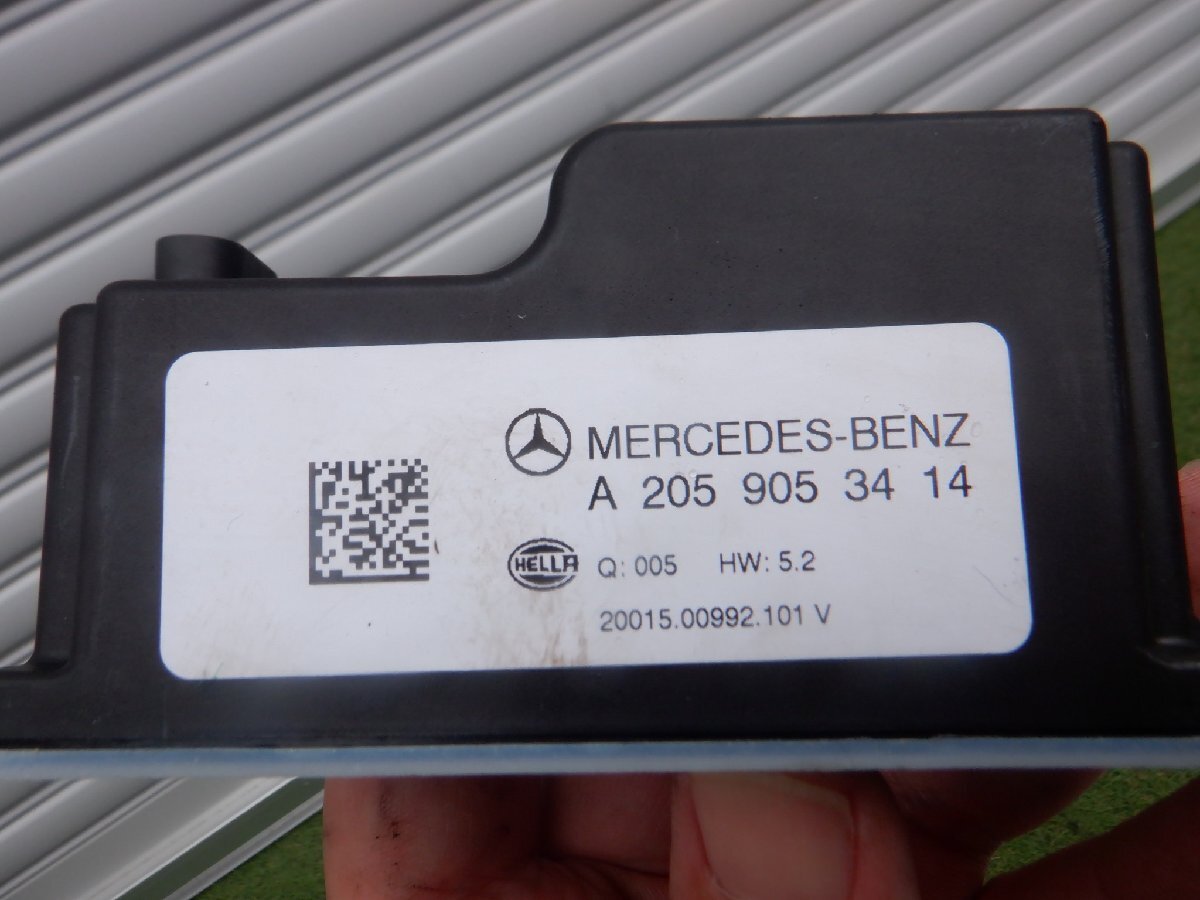 MERCEDES-BENZ
A 205 905 34 14
HELLA Q: 005 HW: 5.2
20015.00992.101 V